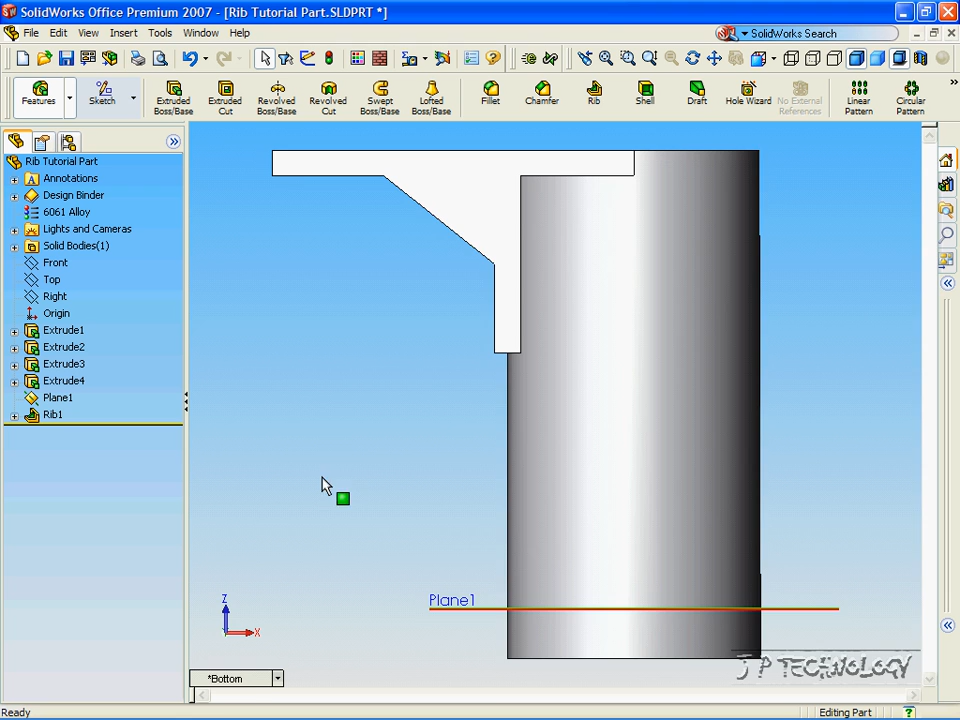 SolidWorks Office Premium 2007 - [Rib Tutorial Part.SLDPRT *]
File Edit View Insert Tools Window Help SolidWorks Search
Features Sketch Extruded Boss/Base Extruded Cut Revolved Boss/Base Revolved Cut Swept Boss/Base Lofted Boss/Base Fillet Chamfer Rib Shell Draft Hole Wizard No External References Linear Pattern Circular Pattern
Rib Tutorial Part
Annotations
Design Binder
6061 Alloy
Lights and Cameras
Solid Bodies(1)
Front
Top
Right
Origin
Extrude1
Extrude2
Extrude3
Extrude4
Plane1
Rib1
Plane1
Z
X
*Bottom
J P TECHNOLOGY
Ready Editing Part